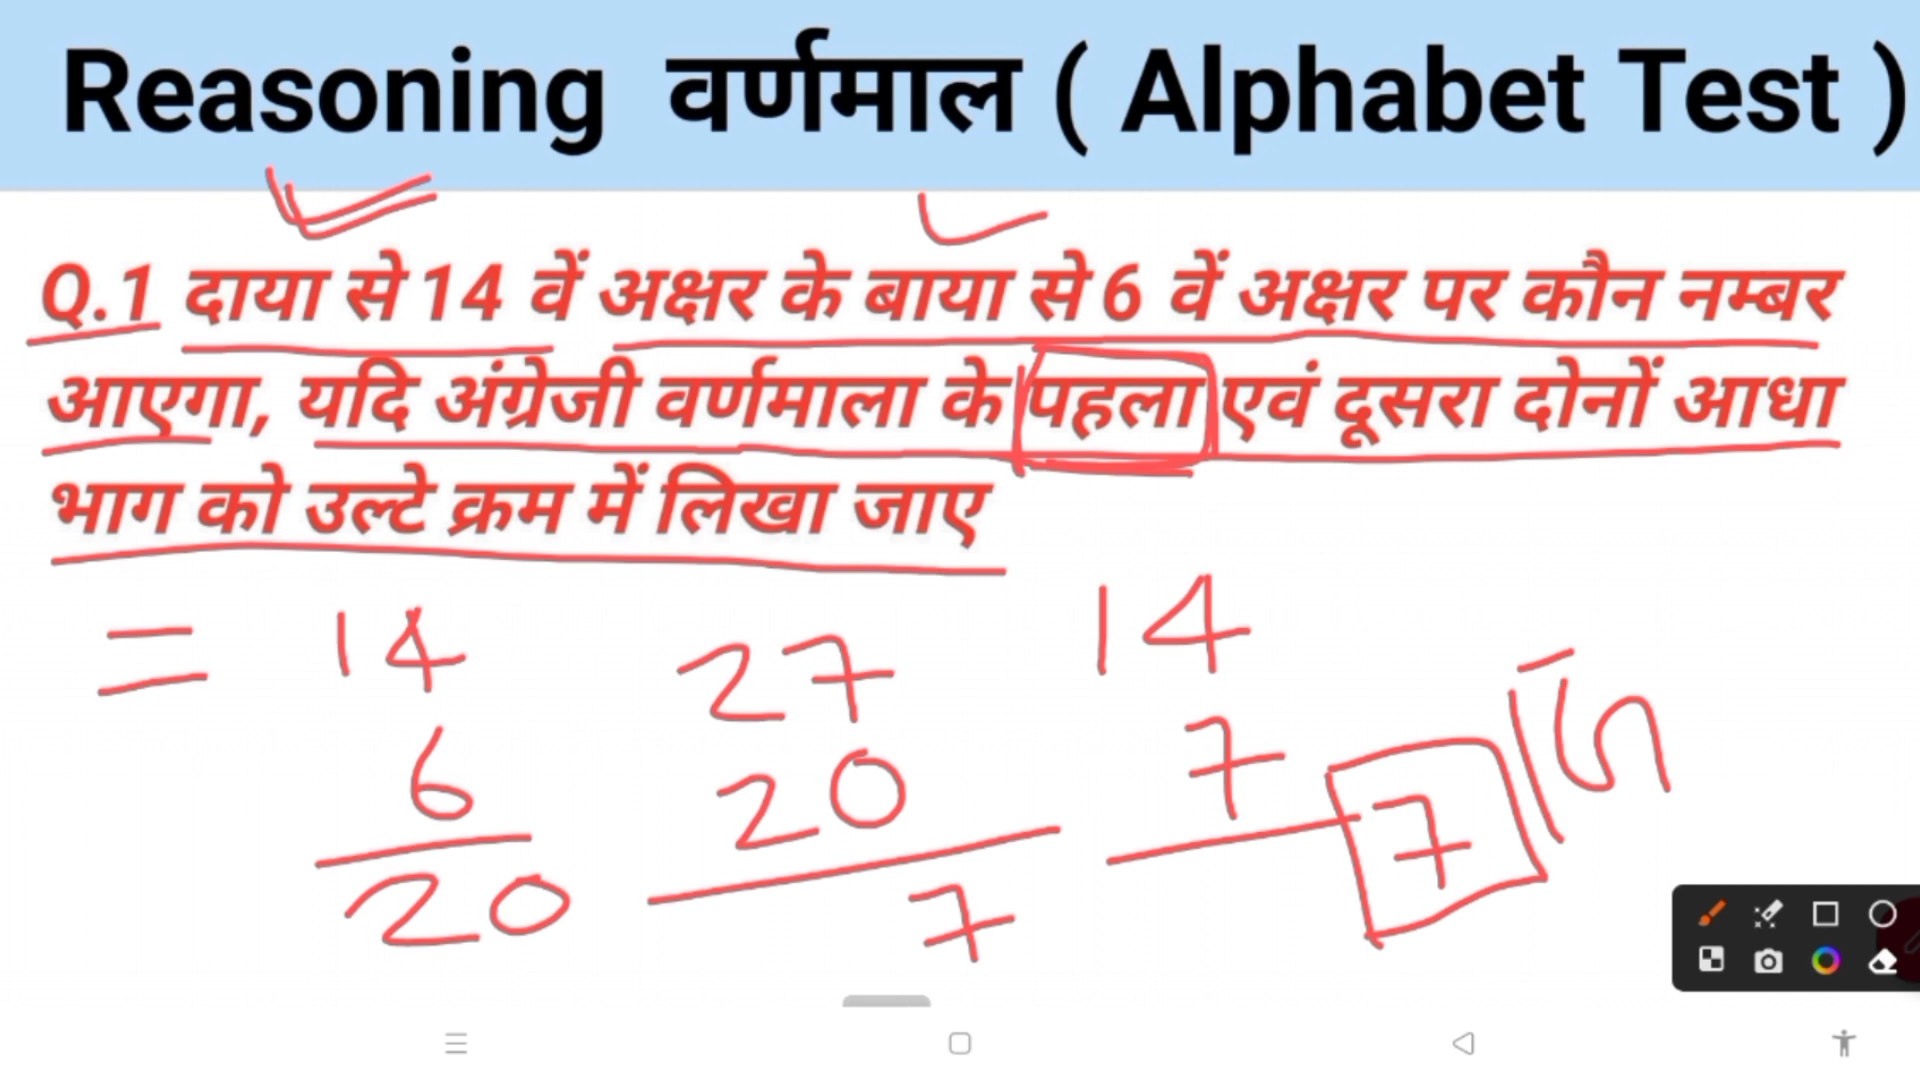 Reasoning वर्णमाल ( Alphabet Test )
Q.1 दाया से 14 वें अक्षर के बाया से 6 वें अक्षर पर कौन नम्बर
आएगा, यदि अंग्रेजी वर्णमाला के पहला एवं दूसरा दोनों आधा
भाग को उल्टे क्रम में लिखा जाए
= 14 27 14
6 20 7
20 7 7